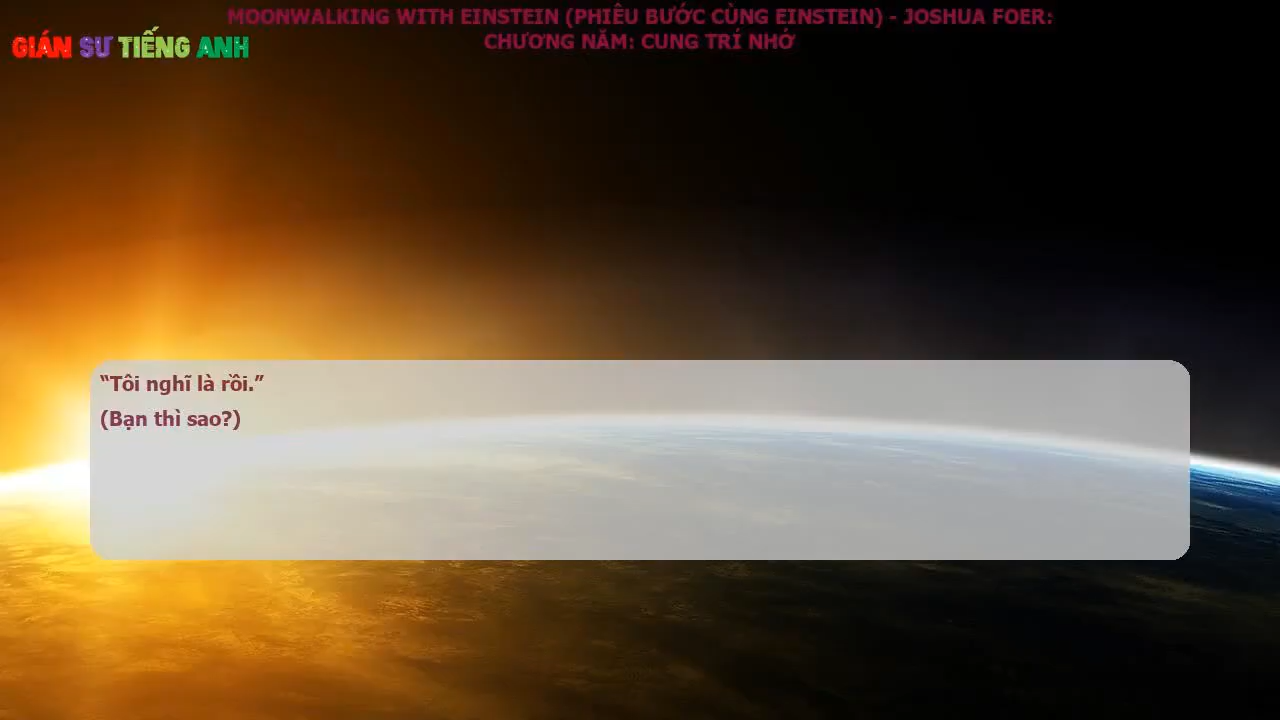 MOONWALKING WITH EINSTEIN (PHIÊU BƯỚC CÙNG EINSTEIN) - JOSHUA FOER:
CHƯƠNG NĂM: CUNG TRÍ NHỚ
GIÁN SƯ TIẾNG ANH
“Tôi nghĩ là rồi.”
(Bạn thì sao?)